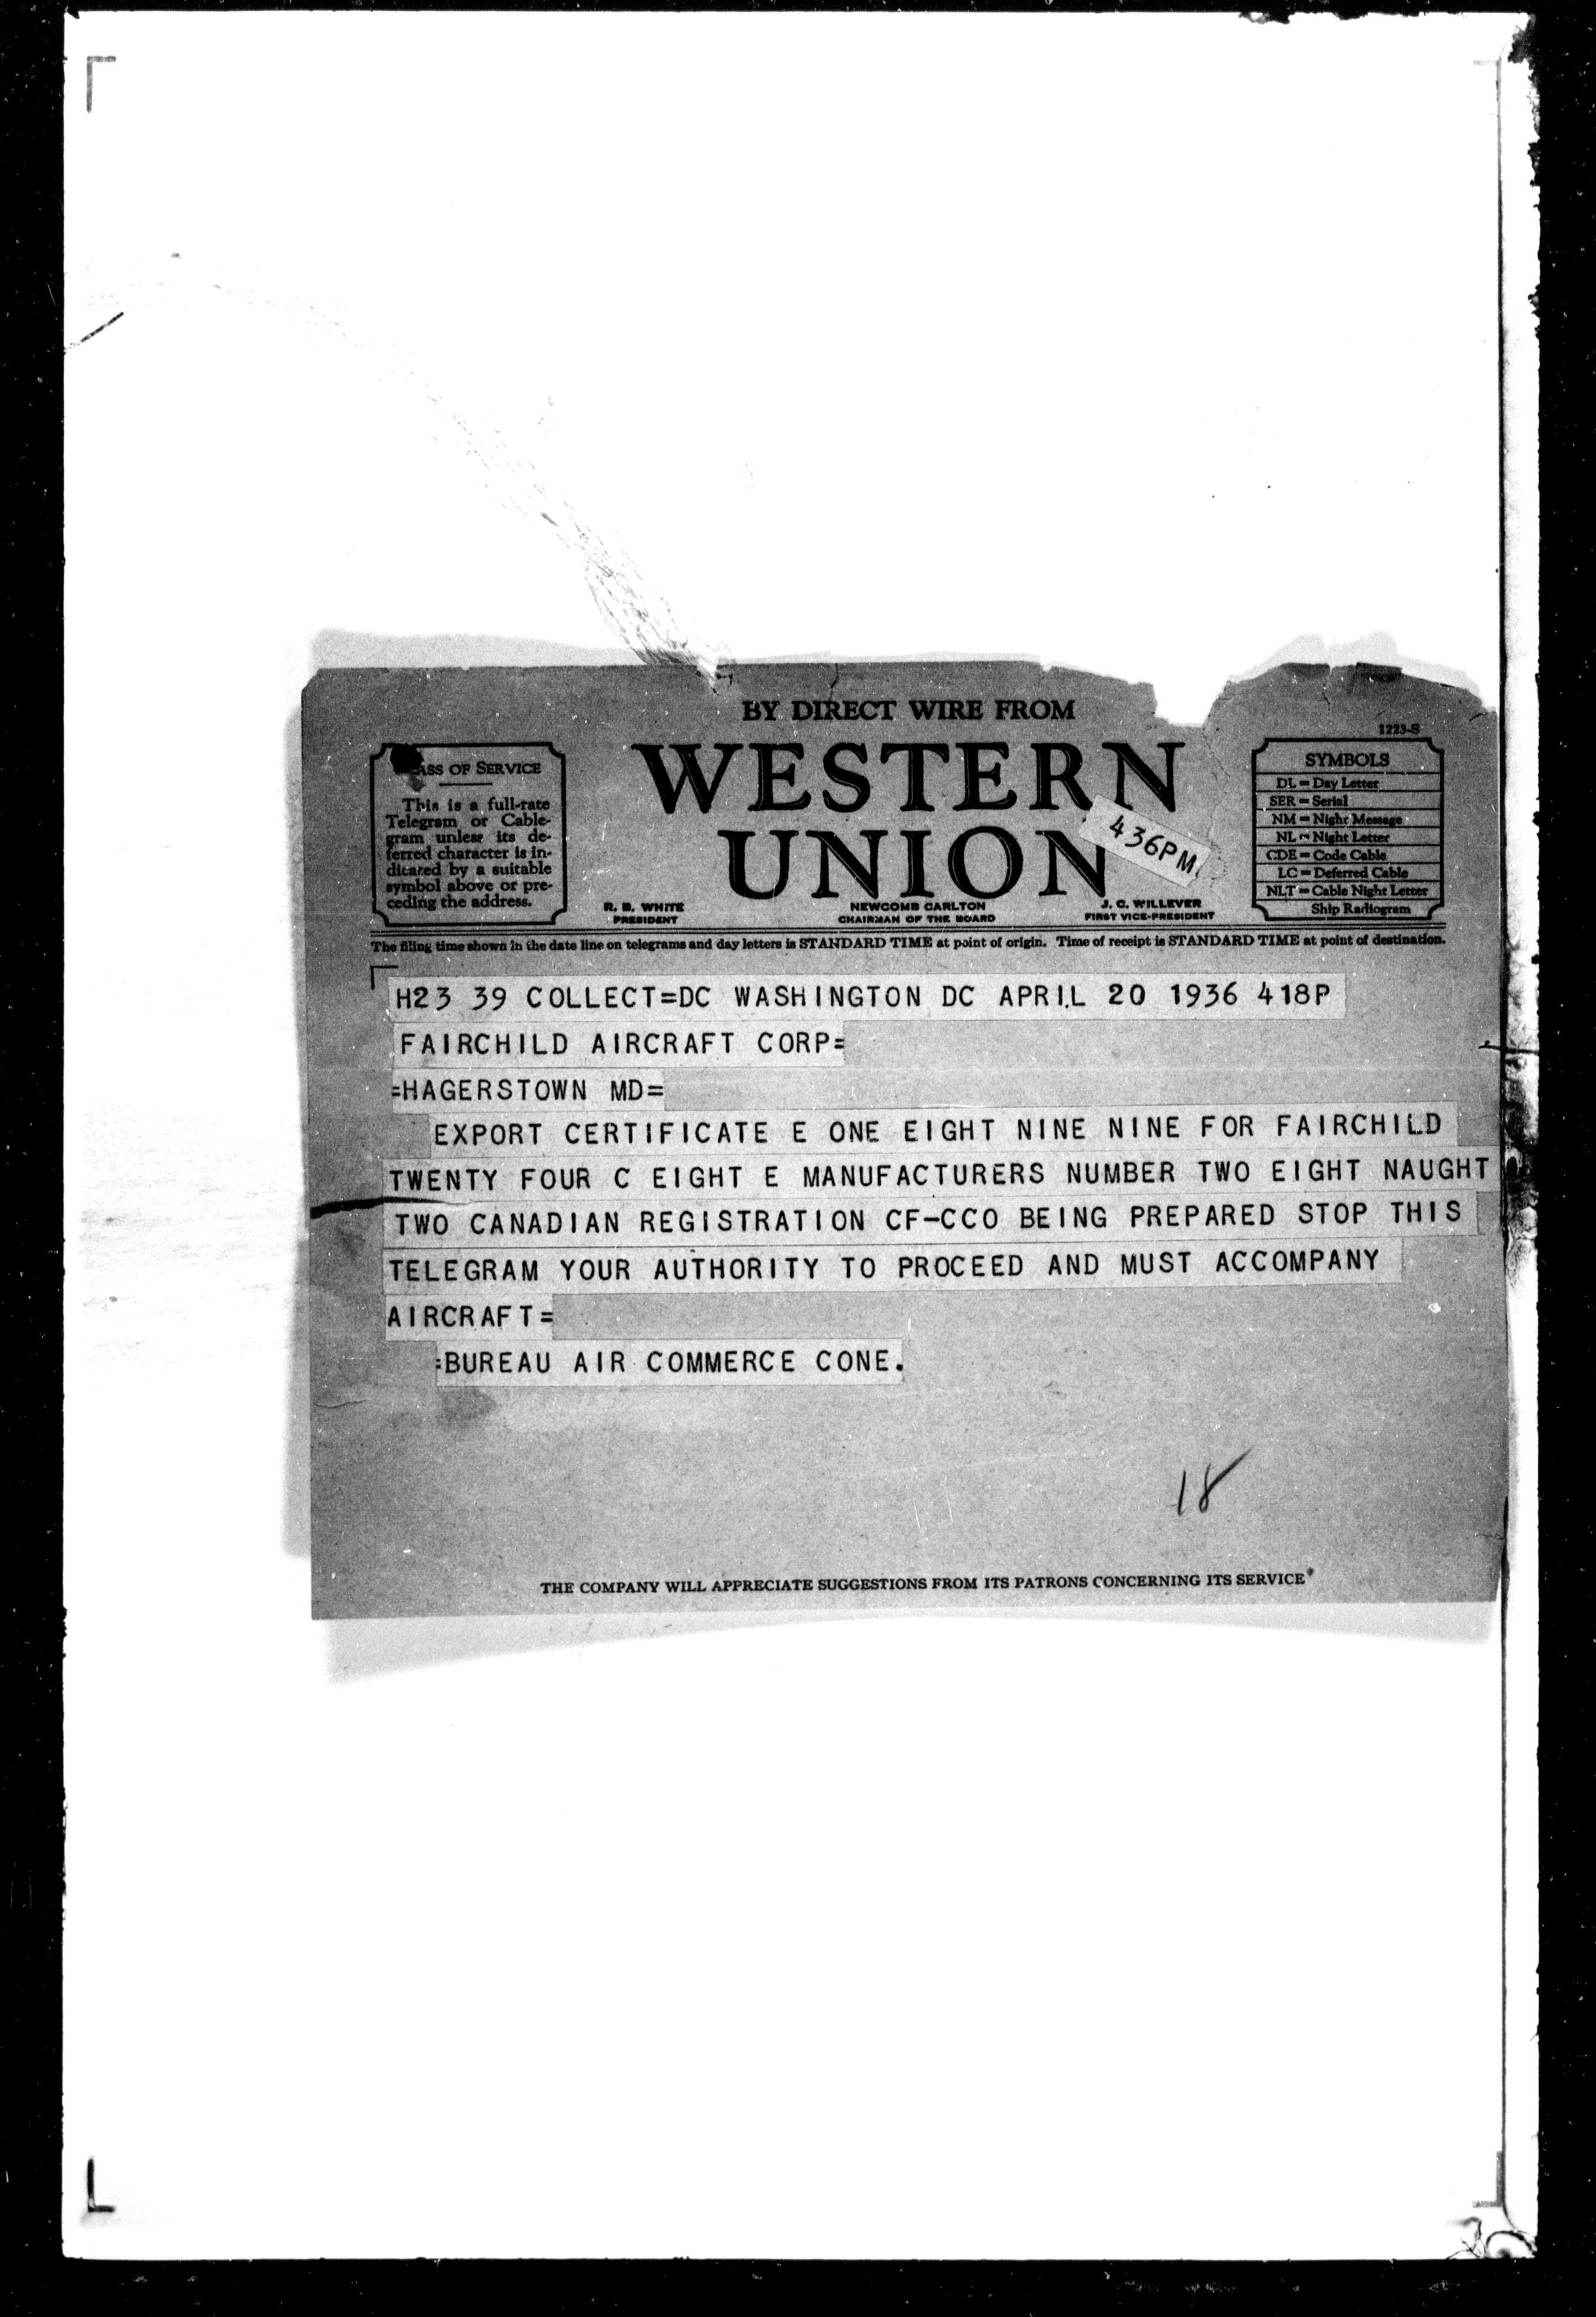 BY DIRECT WIRE FROM
WESTERN
UNION
1223-S
CLASS OF SERVICE
This is a full-rate
Telegram or Cable-
gram unless its de-
ferred character is in-
dicated by a suitable
symbol above or pre-
ceding the address.
436PM
SYMBOLS
DL = Day Letter
SER = Serial
NM = Night Message
NL = Night Letter
CDE = Code Cable
LC = Deferred Cable
NLT = Cable Night Letter
Ship Radiogram
R. B. WHITE
PRESIDENT
NEWCOMB CARLTON
CHAIRMAN OF THE BOARD
J. C. WILLEVER
FIRST VICE-PRESIDENT
The filing time shown in the date line on telegrams and day letters is STANDARD TIME at point of origin. Time of receipt is STANDARD TIME at point of destination.
H23 39 COLLECT=DC WASHINGTON DC APRIL 20 1936 418P
FAIRCHILD AIRCRAFT CORP=
=HAGERSTOWN MD=
EXPORT CERTIFICATE E ONE EIGHT NINE NINE FOR FAIRCHILD
TWENTY FOUR C EIGHT E MANUFACTURERS NUMBER TWO EIGHT NAUGHT
TWO CANADIAN REGISTRATION CF-CCO BEING PREPARED STOP THIS
TELEGRAM YOUR AUTHORITY TO PROCEED AND MUST ACCOMPANY
AIRCRAFT=
=BUREAU AIR COMMERCE CONE.
18
THE COMPANY WILL APPRECIATE SUGGESTIONS FROM ITS PATRONS CONCERNING ITS SERVICE